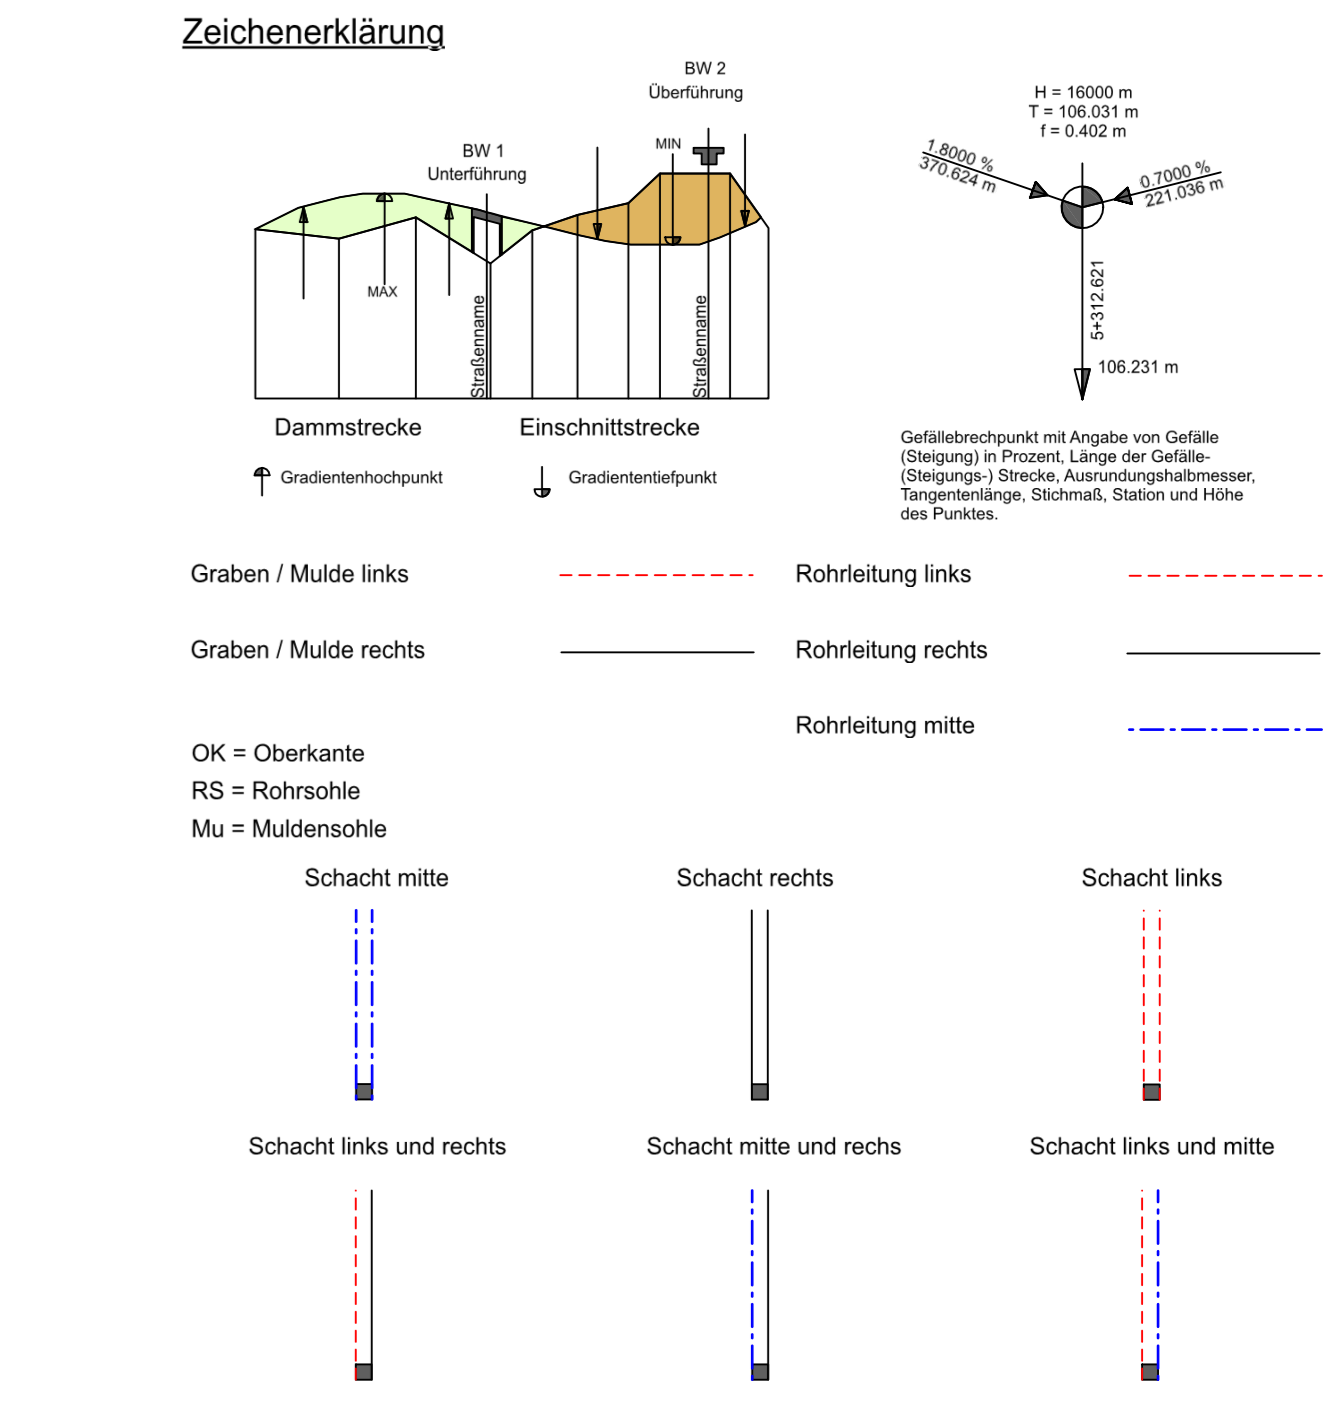 Zeichenerklärung
BW 2
Überführung
MIN
BW 1
Unterführung
MAX
Straßenname
Straßenname
Dammstrecke
Einschnittstrecke
Gradientenhochpunkt
Gradiententiefpunkt
H = 16000 m
T = 106.031 m
f = 0.402 m
1.8000 %
370.624 m
0.7000 %
221.036 m
5+312.621
106.231 m
Gefällebrechpunkt mit Angabe von Gefälle
(Steigung) in Prozent, Länge der Gefälle-
(Steigungs-) Strecke, Ausrundungshalbmesser,
Tangentenlänge, Stichmaß, Station und Höhe
des Punktes.
Graben / Mulde links
Rohrleitung links
Graben / Mulde rechts
Rohrleitung rechts
Rohrleitung mitte
OK = Oberkante
RS = Rohrsohle
Mu = Muldensohle
Schacht mitte
Schacht rechts
Schacht links
Schacht links und rechts
Schacht mitte und rechs
Schacht links und mitte